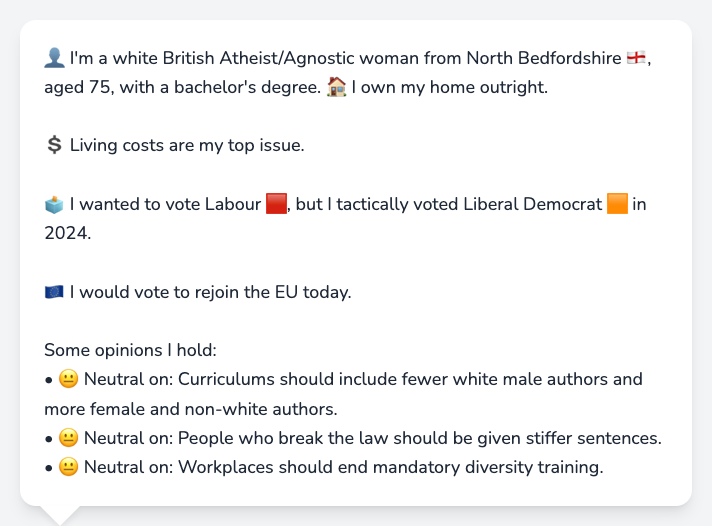 👤 I'm a white British Atheist/Agnostic woman from North Bedfordshire 🏴󠁧󠁢󠁥󠁮󠁧󠁿,
aged 75, with a bachelor's degree. 🏠 I own my home outright.
💲 Living costs are my top issue.
🗳️ I wanted to vote Labour 🟥, but I tactically voted Liberal Democrat 🟧 in
2024.
🇪🇺 I would vote to rejoin the EU today.
Some opinions I hold:
• 😐 Neutral on: Curriculums should include fewer white male authors and
more female and non-white authors.
• 😐 Neutral on: People who break the law should be given stiffer sentences.
• 😐 Neutral on: Workplaces should end mandatory diversity training.